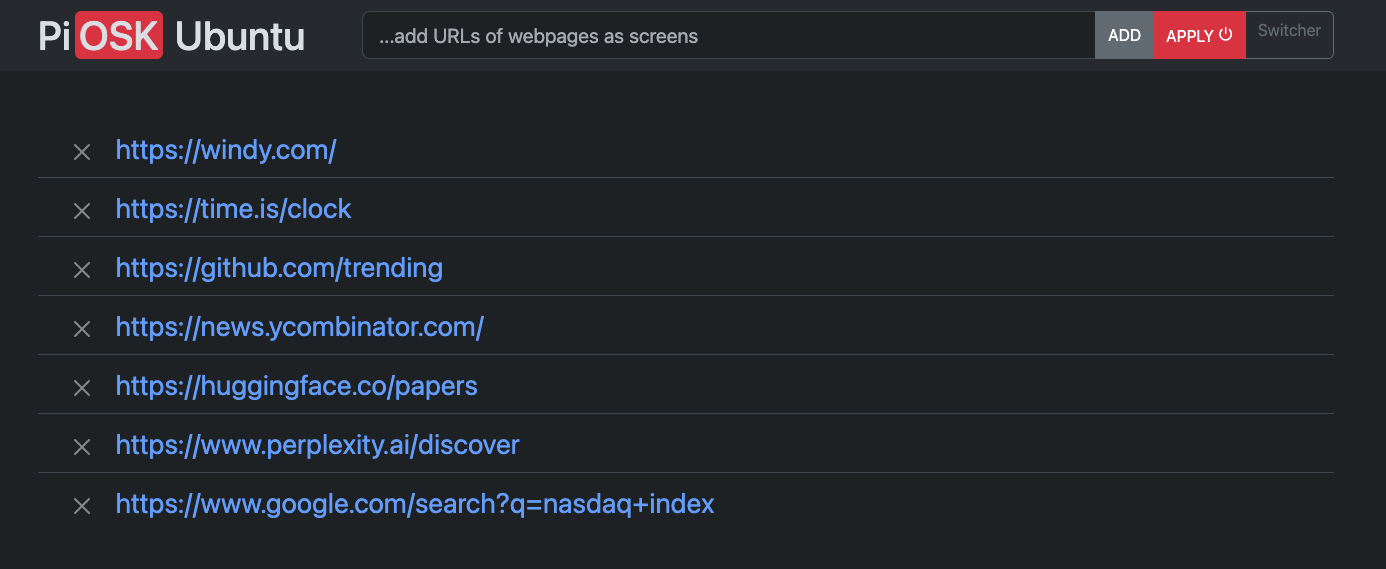 PiOSK Ubuntu
...add URLs of webpages as screens
ADD
APPLY
Switcher
https://windy.com/
https://time.is/clock
https://github.com/trending
https://news.ycombinator.com/
https://huggingface.co/papers
https://www.perplexity.ai/discover
https://www.google.com/search?q=nasdaq+index